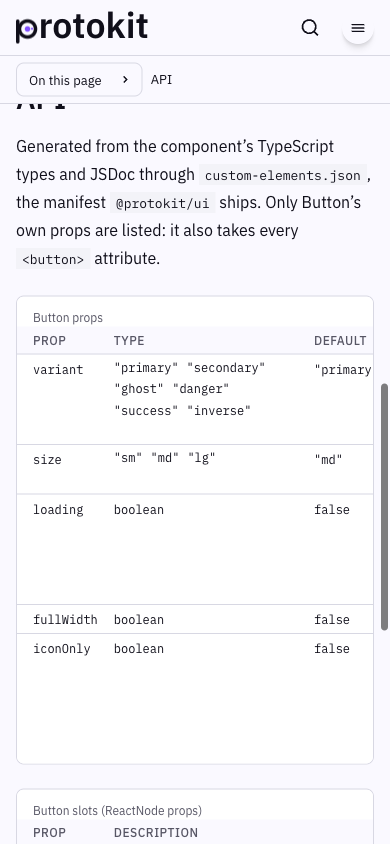 protokit
On this page > API
API
Generated from the component's TypeScript
types and JSDoc through custom-elements.json ,
the manifest @protokit/ui ships. Only Button's
own props are listed: it also takes every
<button> attribute.
Button props
PROP TYPE DEFAULT
variant "primary" "secondary" "primary
"ghost" "danger"
"success" "inverse"
size "sm" "md" "lg" "md"
loading boolean false
fullWidth boolean false
iconOnly boolean false
Button slots (ReactNode props)
PROP DESCRIPTION